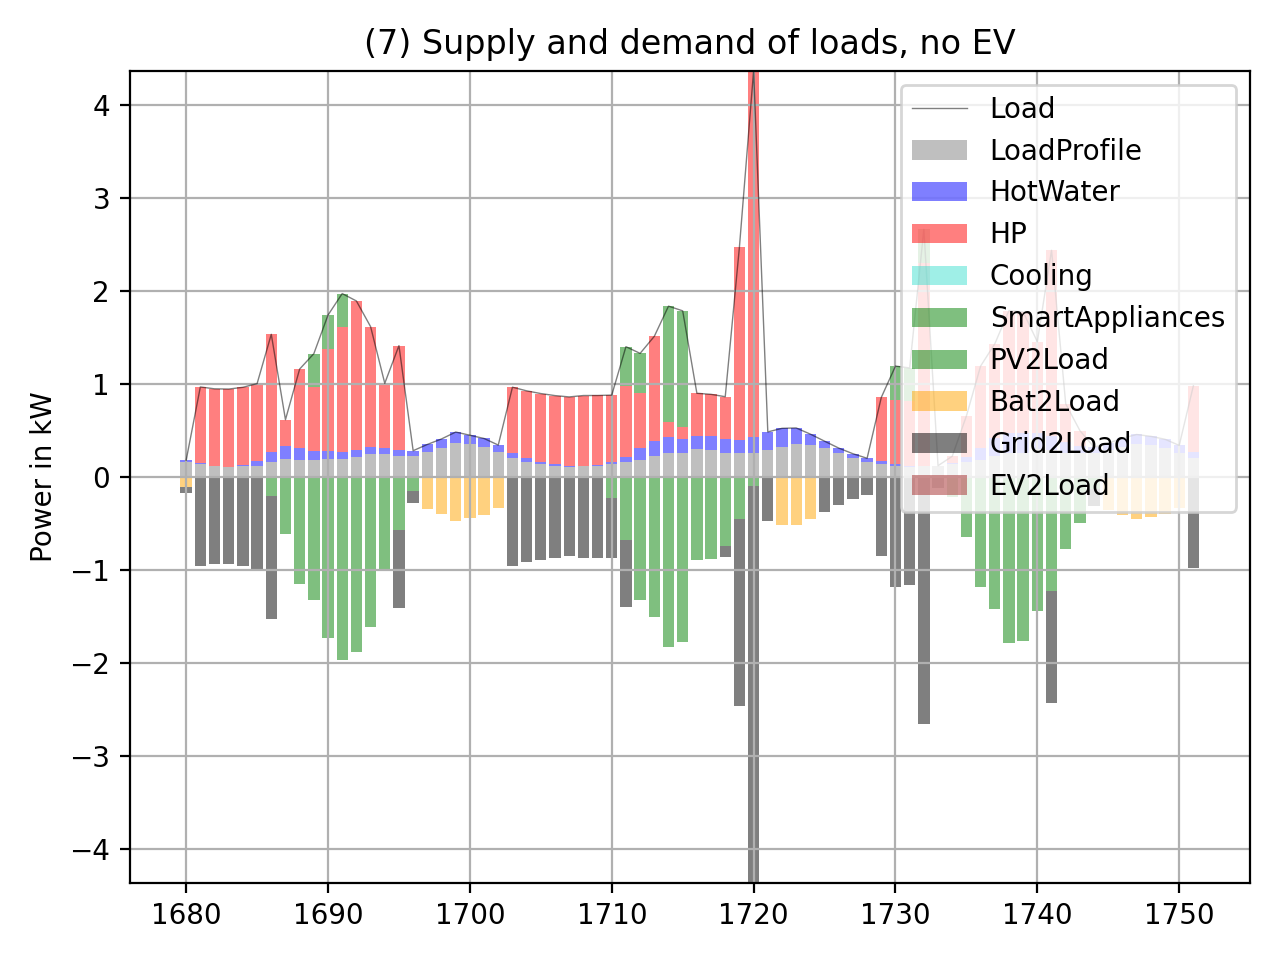 (7) Supply and demand of loads, no EV
Power in kW
4
3
2
1
0
−1
−2
−3
−4
1680 1690 1700 1710 1720 1730 1740 1750
Load
LoadProfile
HotWater
HP
Cooling
SmartAppliances
PV2Load
Bat2Load
Grid2Load
EV2Load